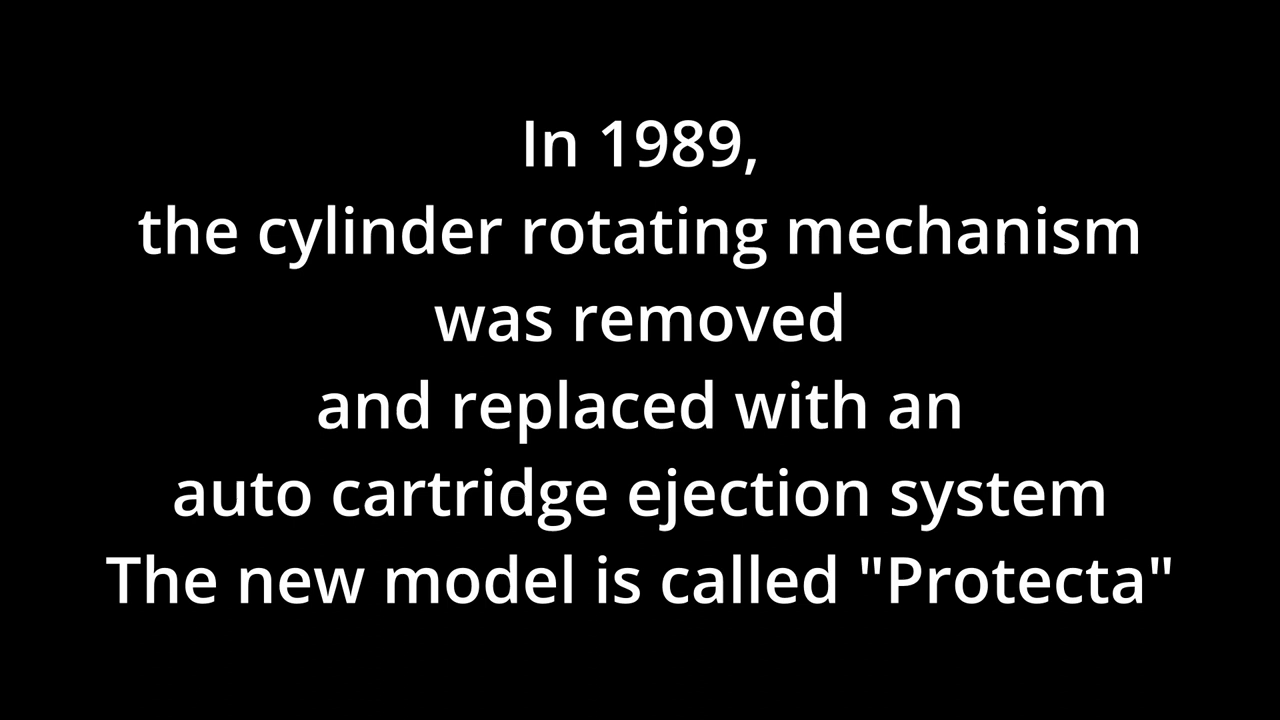 In 1989,
the cylinder rotating mechanism
was removed
and replaced with an
auto cartridge ejection system
The new model is called "Protecta"